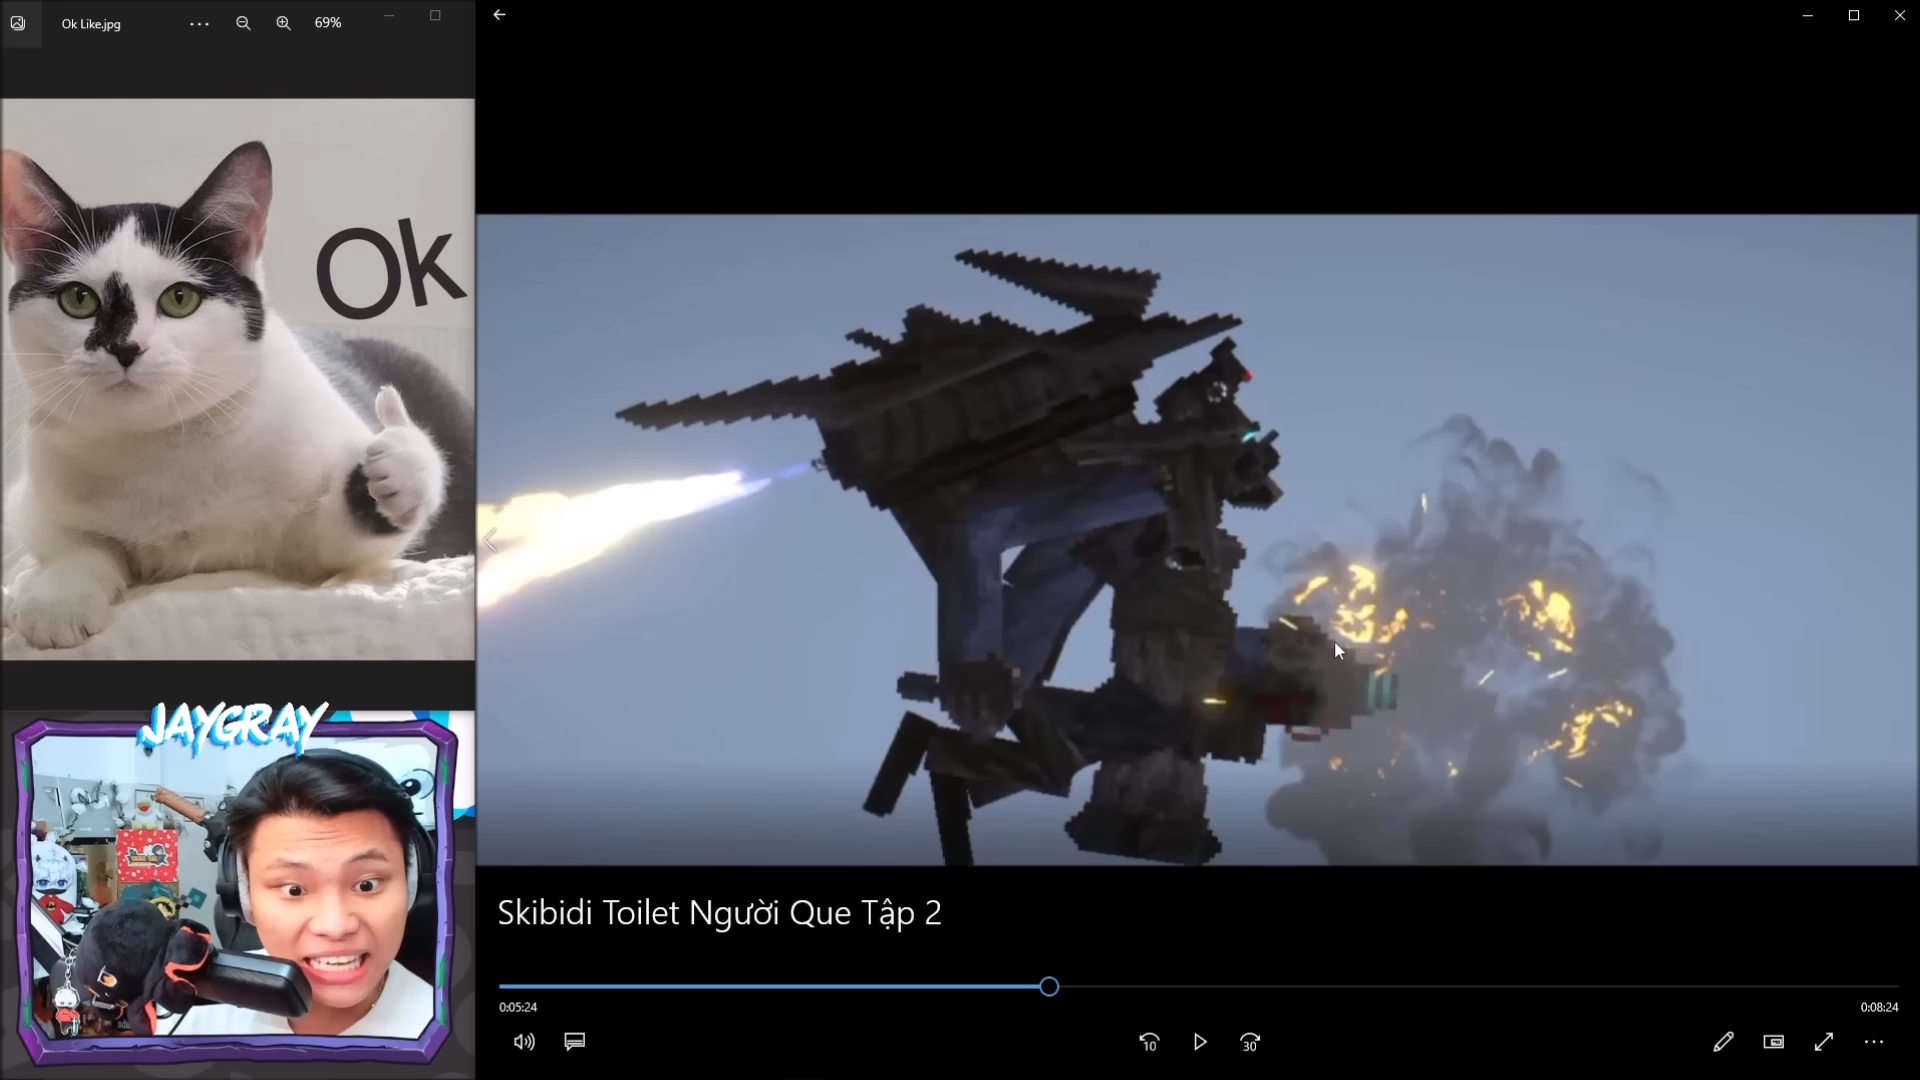 Ok Like.jpg
69%
Ok
JAYGRAY
Skibidi Toilet Người Que Tập 2
0:05:24
0:08:24
10
30